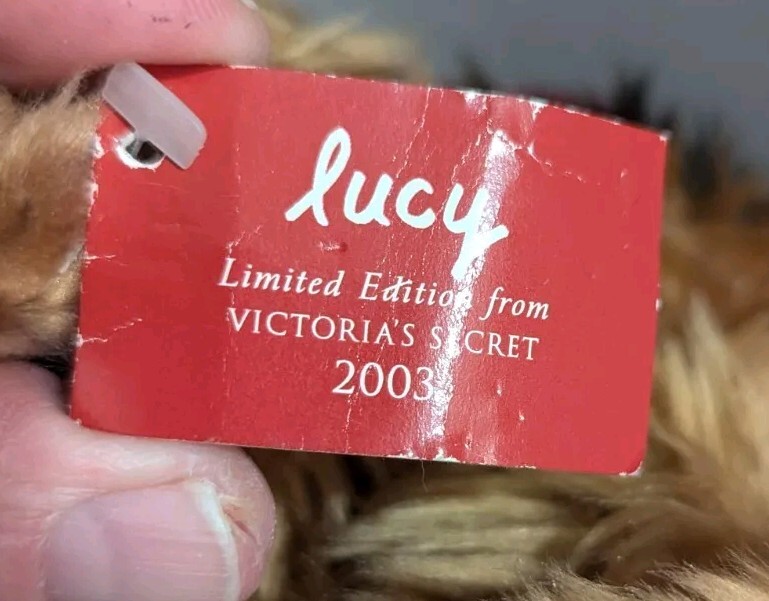 lucy
Limited Edition from
VICTORIA'S SECRET
2003